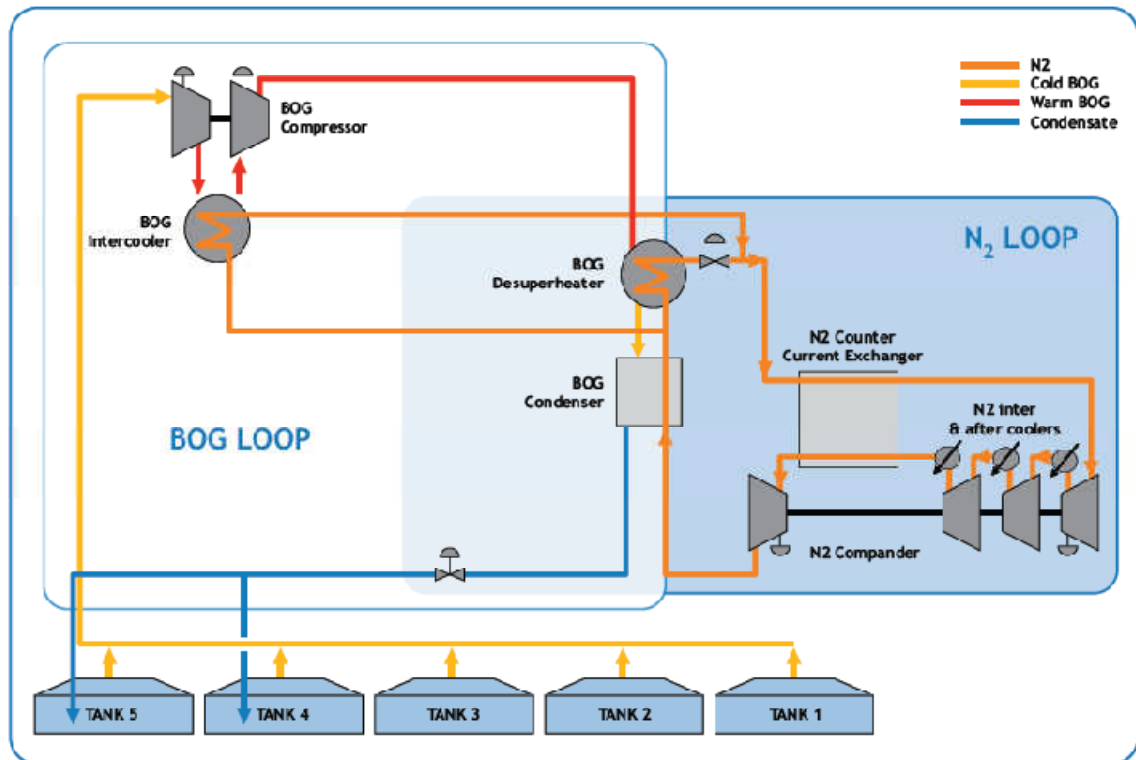 N2
Cold BOG
Warm BOG
Condensate
BOG
Compressor
BOG
Intercooler
BOG
Desuperheater
N₂ LOOP
N2 Counter
Current Exchanger
BOG
Condenser
N2 inter
& after coolers
BOG LOOP
N2 Compander
TANK 5
TANK 4
TANK 3
TANK 2
TANK 1